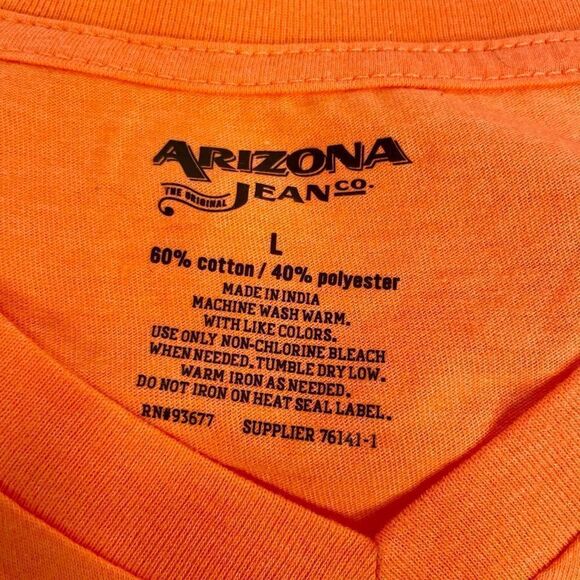 ARIZONA
THE ORIGINAL JEAN CO.
L
60% cotton / 40% polyester
MADE IN INDIA
MACHINE WASH WARM.
WITH LIKE COLORS.
USE ONLY NON-CHLORINE BLEACH
WHEN NEEDED. TUMBLE DRY LOW.
WARM IRON AS NEEDED.
DO NOT IRON ON HEAT SEAL LABEL.
RN#93677 SUPPLIER 76141-1